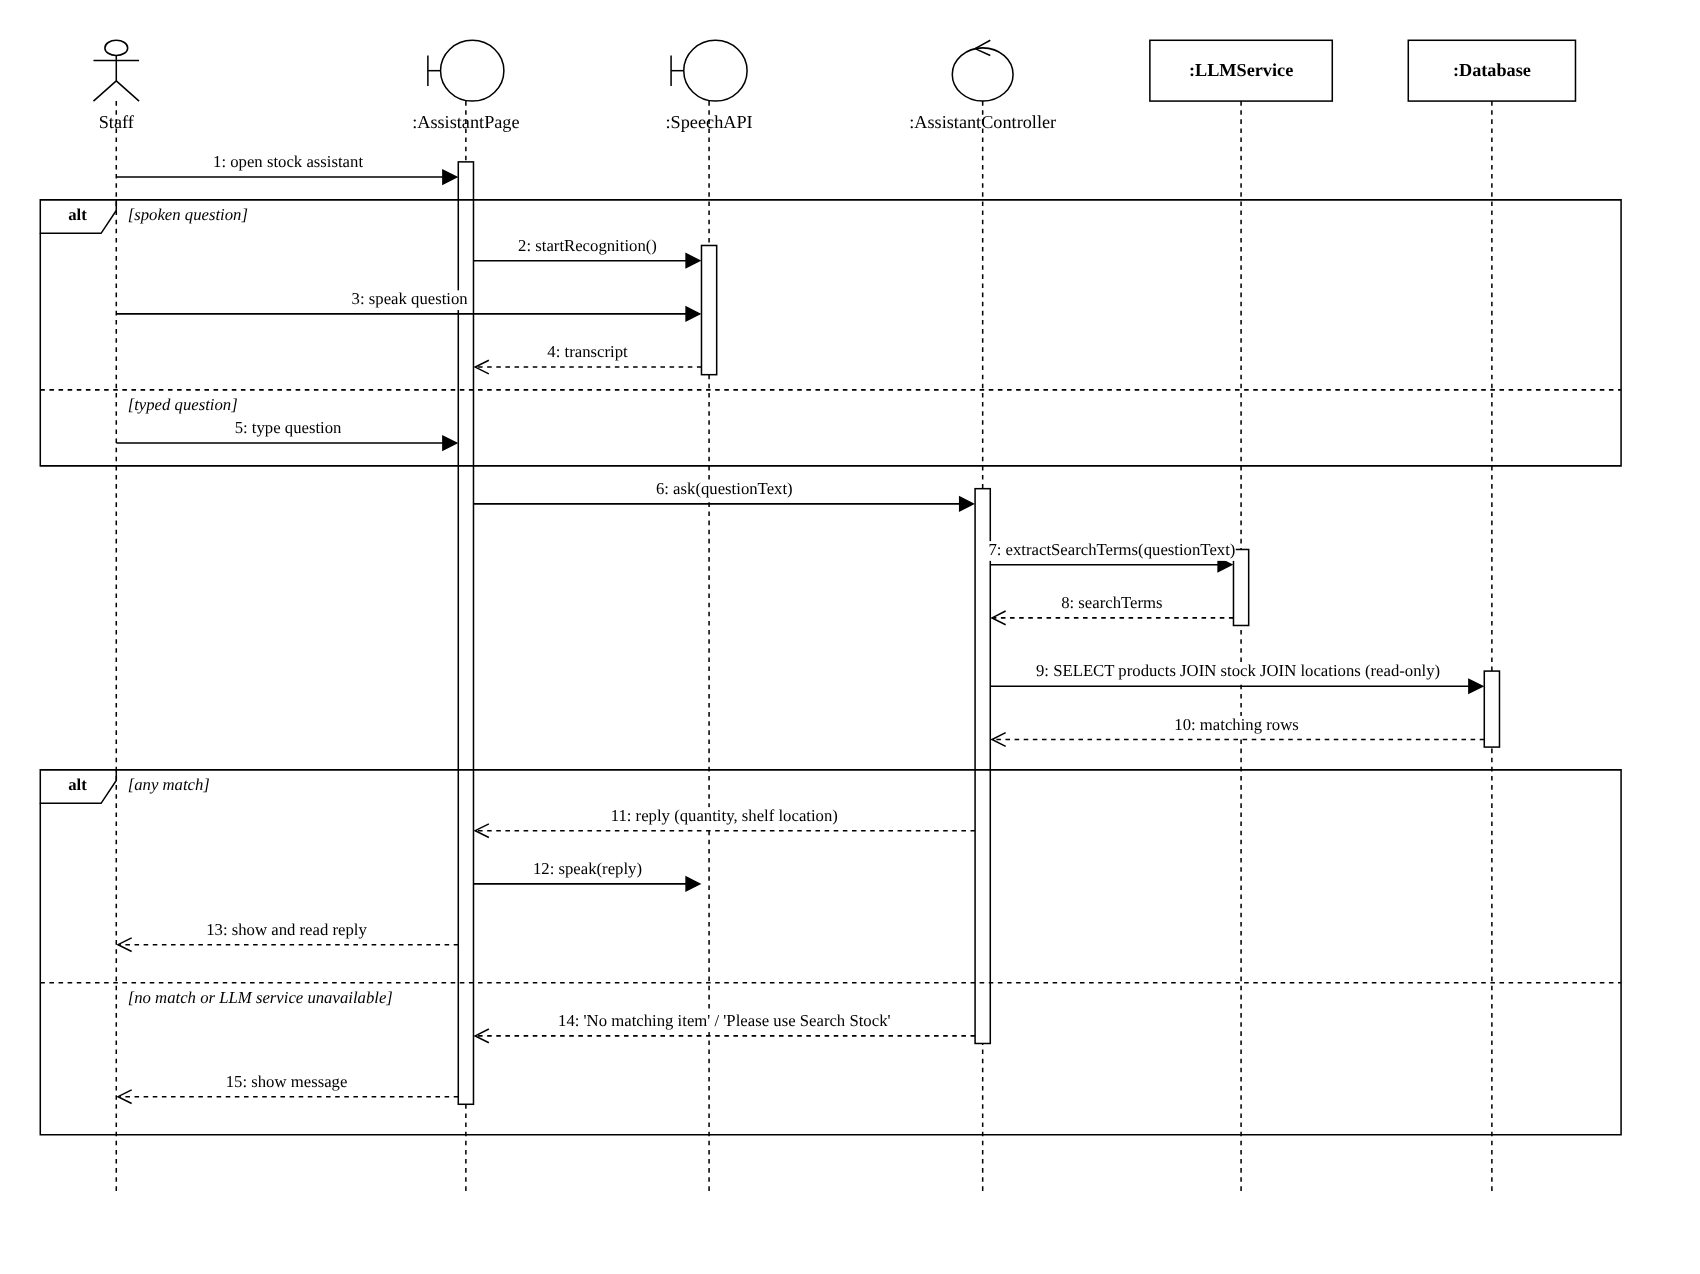 Staff
:AssistantPage
:SpeechAPI
:AssistantController
:LLMService
:Database
1: open stock assistant
alt
[spoken question]
2: startRecognition()
3: speak question
4: transcript
[typed question]
5: type question
6: ask(questionText)
7: extractSearchTerms(questionText)
8: searchTerms
9: SELECT products JOIN stock JOIN locations (read-only)
10: matching rows
alt
[any match]
11: reply (quantity, shelf location)
12: speak(reply)
13: show and read reply
[no match or LLM service unavailable]
14: 'No matching item' / 'Please use Search Stock'
15: show message